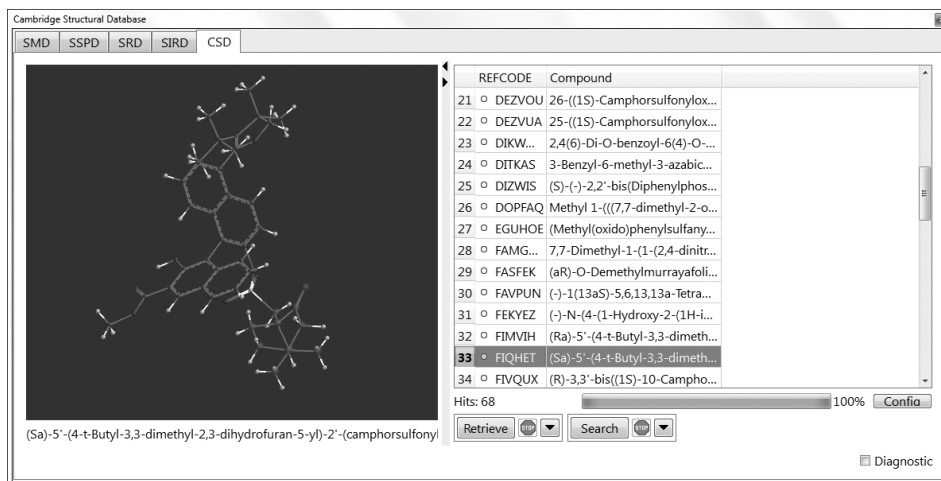 Cambridge Structural Database
SMD SSPD SRD SIRD CSD
REFCODE Compound
21 DEZVOU 26-((1S)-Camphorsulfonylox...
22 DEZVUA 25-((1S)-Camphorsulfonylox...
23 DIKW... 2,4(6)-Di-O-benzoyl-6(4)-O-...
24 DITKAS 3-Benzyl-6-methyl-3-azabic...
25 DIZWIS (S)-(-)-2,2'-bis(Diphenylphos...
26 DOPFAQ Methyl 1-(((7,7-dimethyl-2-o...
27 EGUHOE (Methyl(oxido)phenylsulfany...
28 FAMG... 7,7-Dimethyl-1-(1-(2,4-dinitr...
29 FASFEK (aR)-O-Demethylmurrayafoli...
30 FAVPUN (-)-1(13aS)-5,6,13,13a-Tetra...
31 FEKYEZ (-)-N-(4-(1-Hydroxy-2-(1H-i...
32 FIMVIH (Ra)-5'-(4-t-Butyl-3,3-dimeth...
33 FIQHET (Sa)-5'-(4-t-Butyl-3,3-dimeth...
34 FIVQUX (R)-3,3'-bis((1S)-10-Campho...
Hits: 68 100% Config
(Sa)-5'-(4-t-Butyl-3,3-dimethyl-2,3-dihydrofuran-5-yl)-2'-(camphorsulfonyl
Retrieve STOP Search STOP
Diagnostic